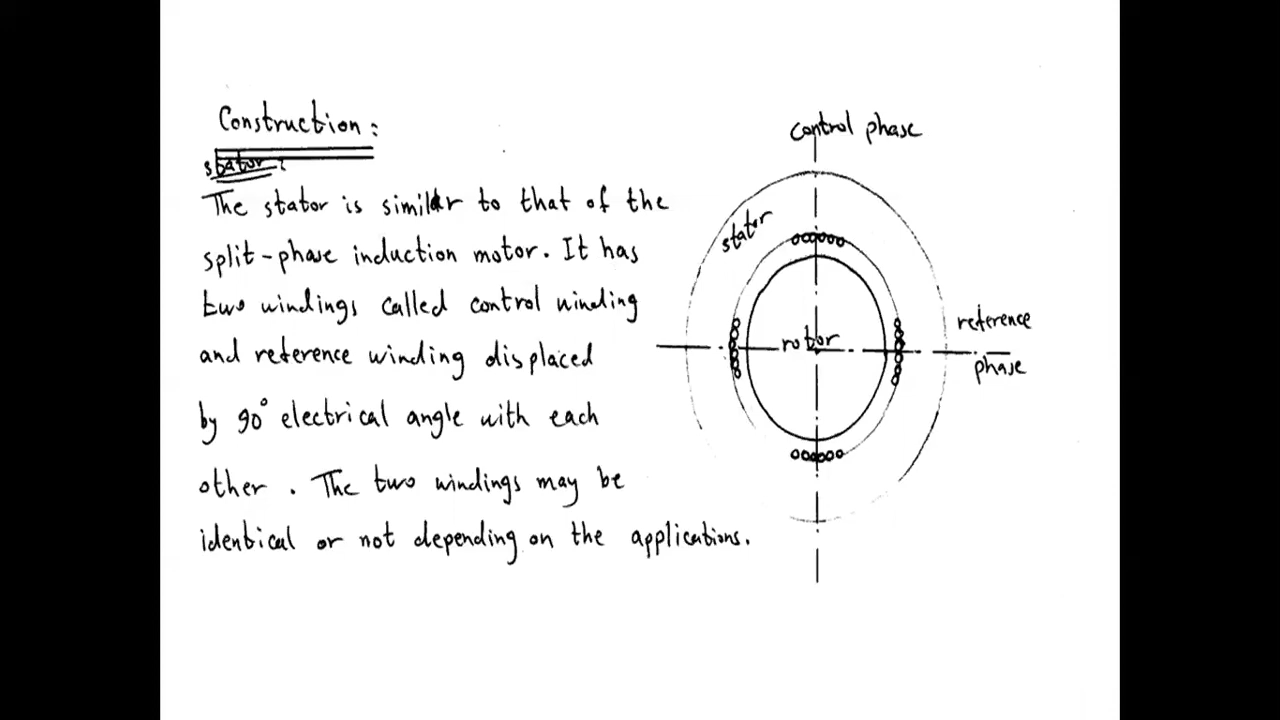 Construction:
stator:
The stator is similar to that of the
split-phase induction motor. It has
two windings called control winding
and reference winding displaced
by 90° electrical angle with each
other. The two windings may be
identical or not depending on the applications.
control phase
stator
rotor
reference
phase